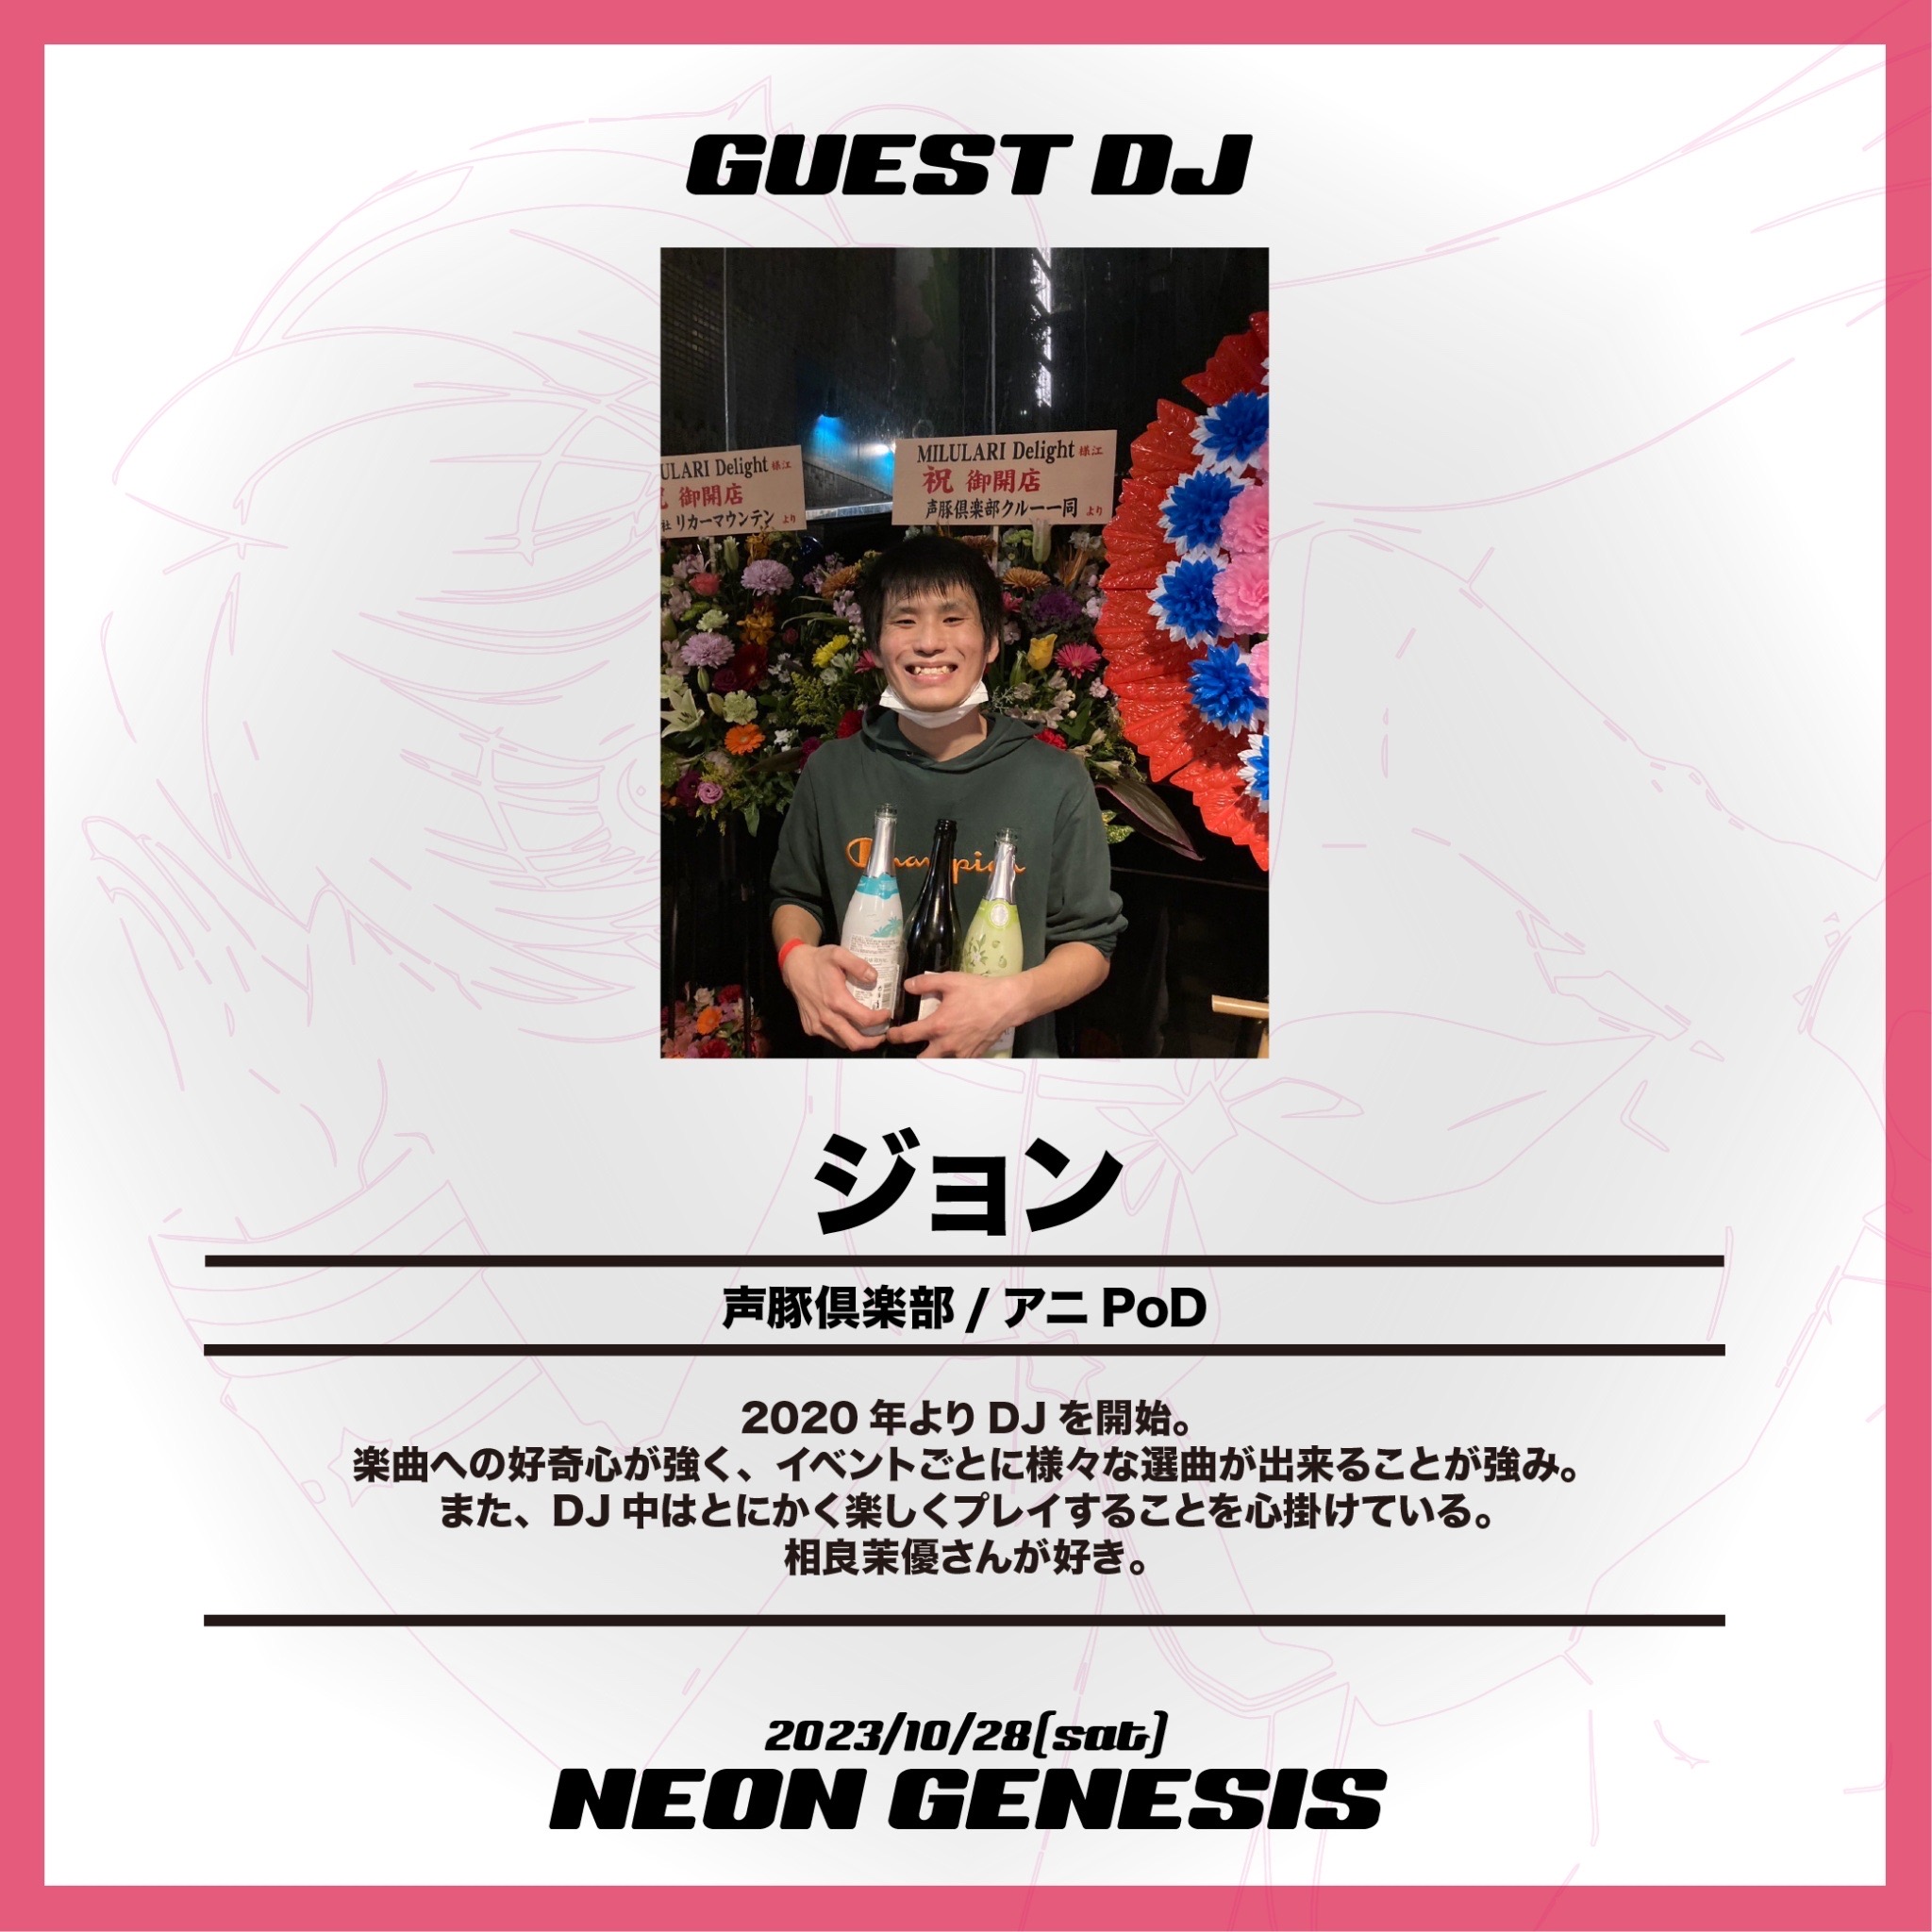 GUEST DJ
ULARI Delight 様江
御開店
社 リカーマウンテン より
MILULARI Delight 様江
祝 御開店
声豚倶楽部クルー一同 より
Champion
ジョン
声豚倶楽部 / アニ PoD
2020 年より DJ を開始。
楽曲への好奇心が強く、イベントごとに様々な選曲が出来ることが強み。
また、DJ 中はとにかく楽しくプレイすることを心掛けている。
相良茉優さんが好き。
2023/10/28(sat)
NEON GENESIS